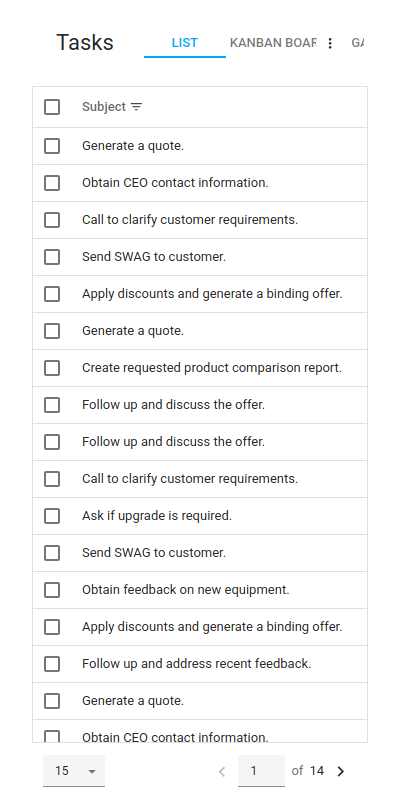 Tasks LIST KANBAN BOAR GA
Subject
Generate a quote.
Obtain CEO contact information.
Call to clarify customer requirements.
Send SWAG to customer.
Apply discounts and generate a binding offer.
Generate a quote.
Create requested product comparison report.
Follow up and discuss the offer.
Follow up and discuss the offer.
Call to clarify customer requirements.
Ask if upgrade is required.
Send SWAG to customer.
Obtain feedback on new equipment.
Apply discounts and generate a binding offer.
Follow up and address recent feedback.
Generate a quote.
Obtain CEO contact information.
15 1 of 14